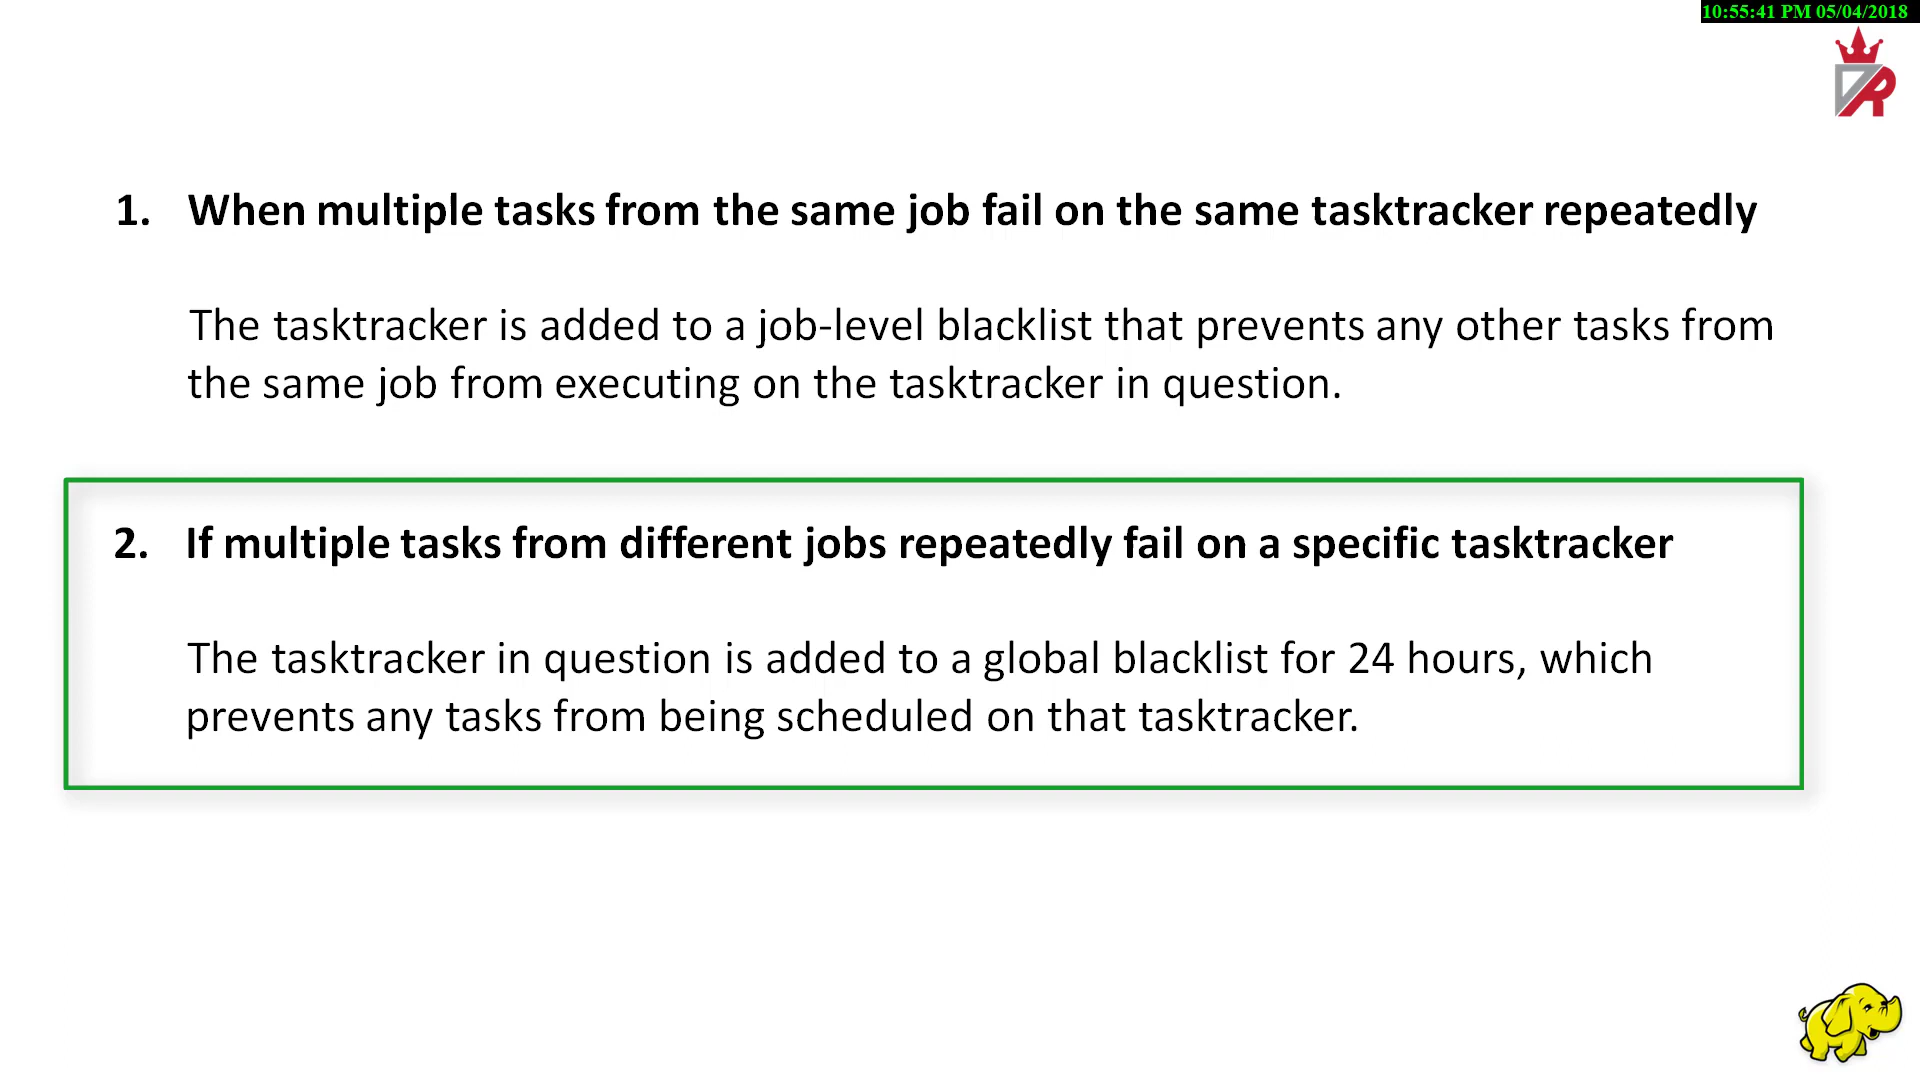 10:55:41 PM 05/04/2018
1. When multiple tasks from the same job fail on the same tasktracker repeatedly
The tasktracker is added to a job-level blacklist that prevents any other tasks from
the same job from executing on the tasktracker in question.
2. If multiple tasks from different jobs repeatedly fail on a specific tasktracker
The tasktracker in question is added to a global blacklist for 24 hours, which
prevents any tasks from being scheduled on that tasktracker.